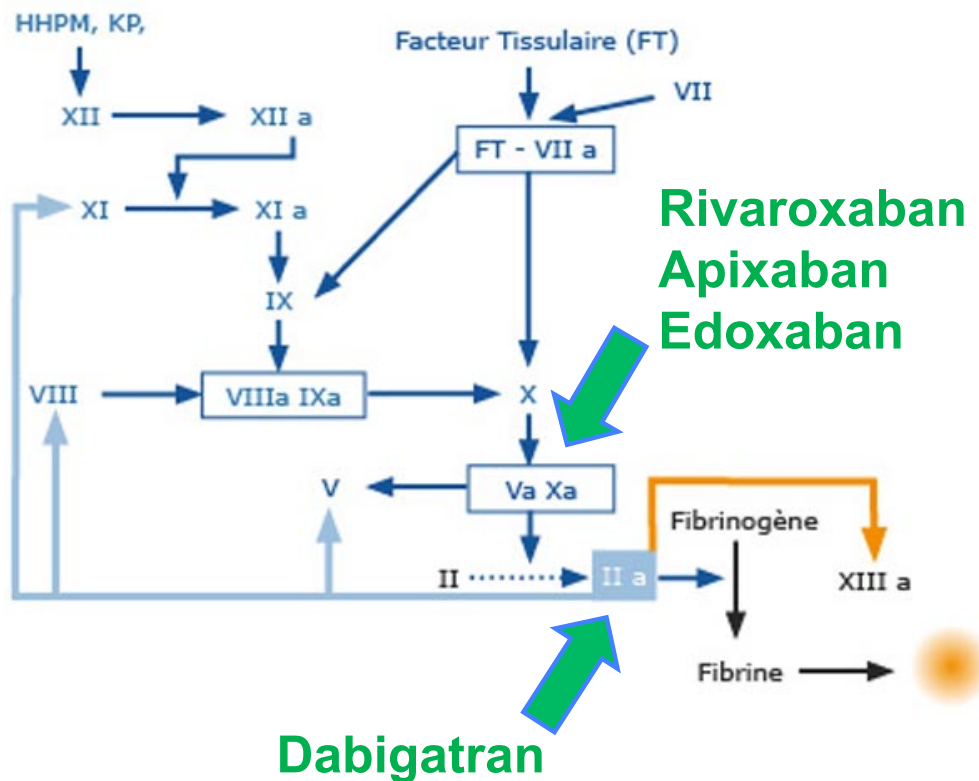 HHPM, KP,
Facteur Tissulaire (FT)
VII
XII
XII a
FT - VII a
XI
XI a
Rivaroxaban
Apixaban
Edoxaban
IX
VIII
VIIIa IXa
X
V
Va Xa
Fibrinogène
II
II a
XIII a
Fibrine
Dabigatran